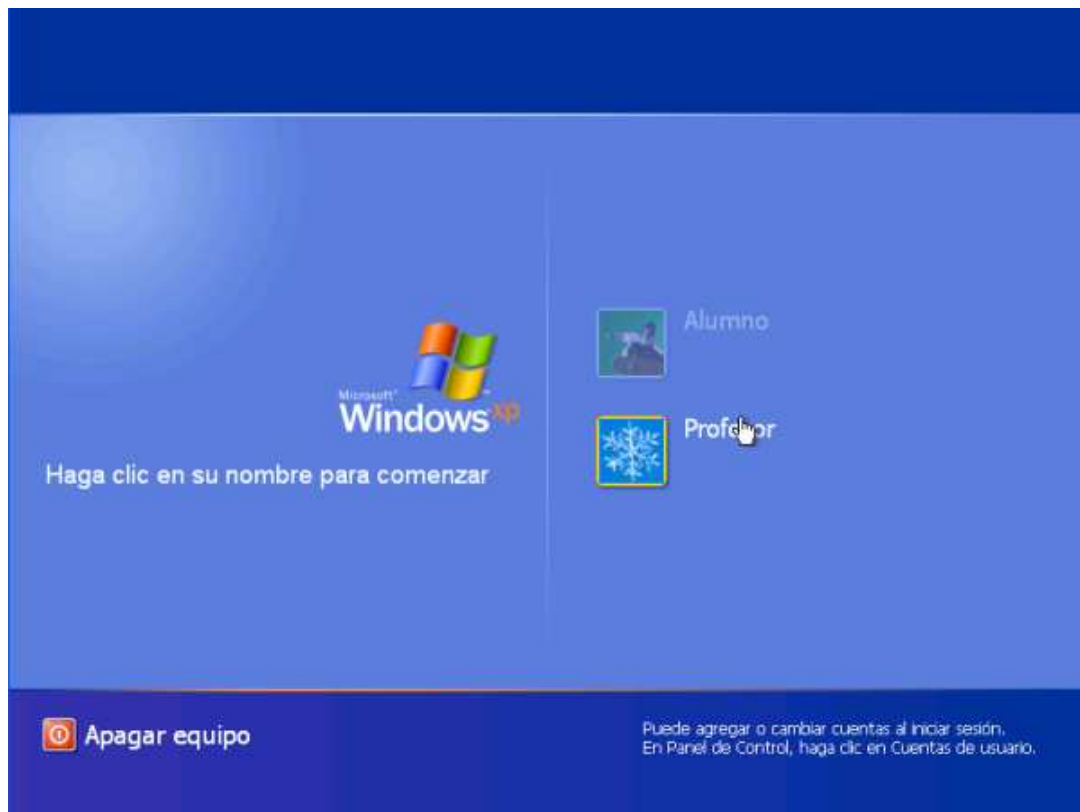 Microsoft®
Windows xp
Haga clic en su nombre para comenzar
Alumno
Profesor
Apagar equipo
Puede agregar o cambiar cuentas al iniciar sesión.
En Panel de Control, haga clic en Cuentas de usuario.